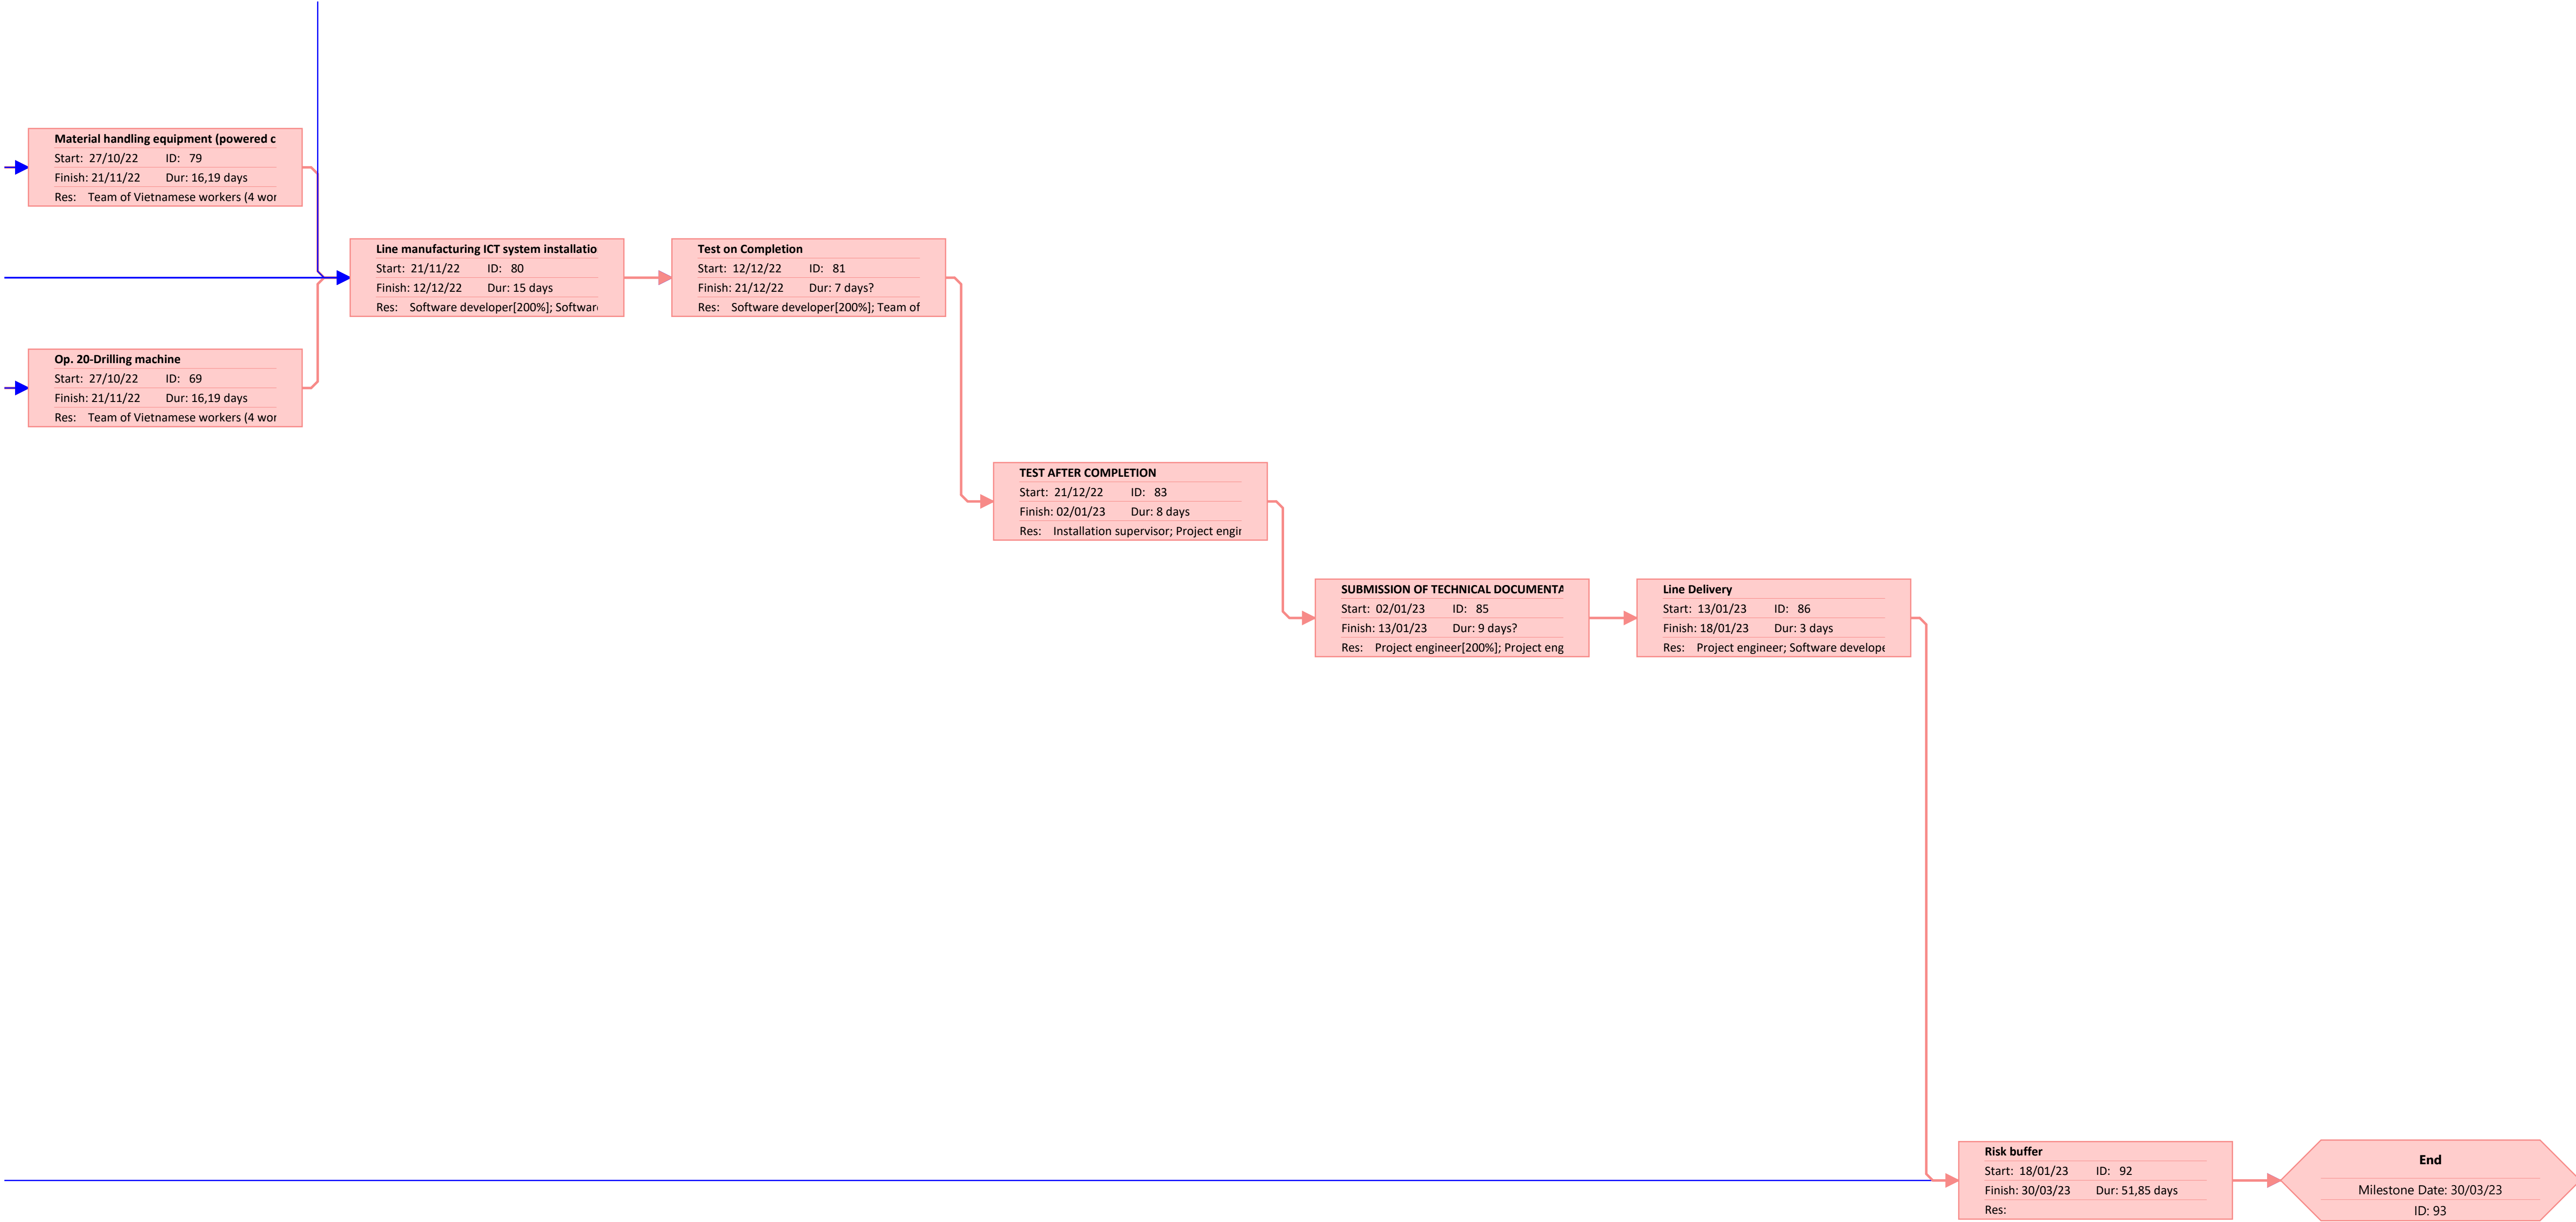 Material handling equipment (powered c
Start: 27/10/22 ID: 79
Finish: 21/11/22 Dur: 16,19 days
Res: Team of Vietnamese workers (4 wor
Line manufacturing ICT system installatio
Start: 21/11/22 ID: 80
Finish: 12/12/22 Dur: 15 days
Res: Software developer[200%]; Softwar
Test on Completion
Start: 12/12/22 ID: 81
Finish: 21/12/22 Dur: 7 days?
Res: Software developer[200%]; Team of
Op. 20-Drilling machine
Start: 27/10/22 ID: 69
Finish: 21/11/22 Dur: 16,19 days
Res: Team of Vietnamese workers (4 wor
TEST AFTER COMPLETION
Start: 21/12/22 ID: 83
Finish: 02/01/23 Dur: 8 days
Res: Installation supervisor; Project engir
SUBMISSION OF TECHNICAL DOCUMENTA
Start: 02/01/23 ID: 85
Finish: 13/01/23 Dur: 9 days?
Res: Project engineer[200%]; Project eng
Line Delivery
Start: 13/01/23 ID: 86
Finish: 18/01/23 Dur: 3 days
Res: Project engineer; Software develope
Risk buffer
Start: 18/01/23 ID: 92
Finish: 30/03/23 Dur: 51,85 days
Res:
End
Milestone Date: 30/03/23
ID: 93